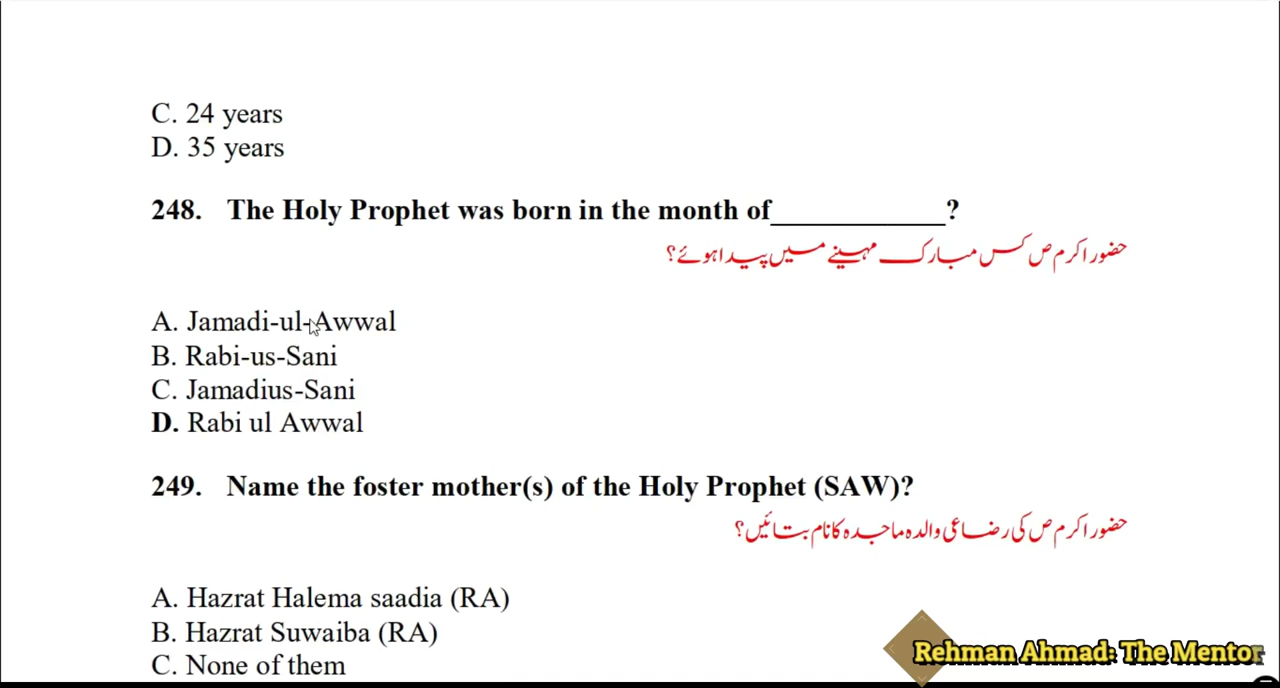 C. 24 years
D. 35 years
248. The Holy Prophet was born in the month of____________?
حضور اکرم ص کس مبارک مہینے میں پیدا ہوئے؟
A. Jamadi-ul-Awwal
B. Rabi-us-Sani
C. Jamadius-Sani
D. Rabi ul Awwal
249. Name the foster mother(s) of the Holy Prophet (SAW)?
حضور اکرم ص کی رضاعی والدہ ماجدہ کا نام بتائیں؟
A. Hazrat Halema saadia (RA)
B. Hazrat Suwaiba (RA)
C. None of them
Rehman Ahmad: The Mentor